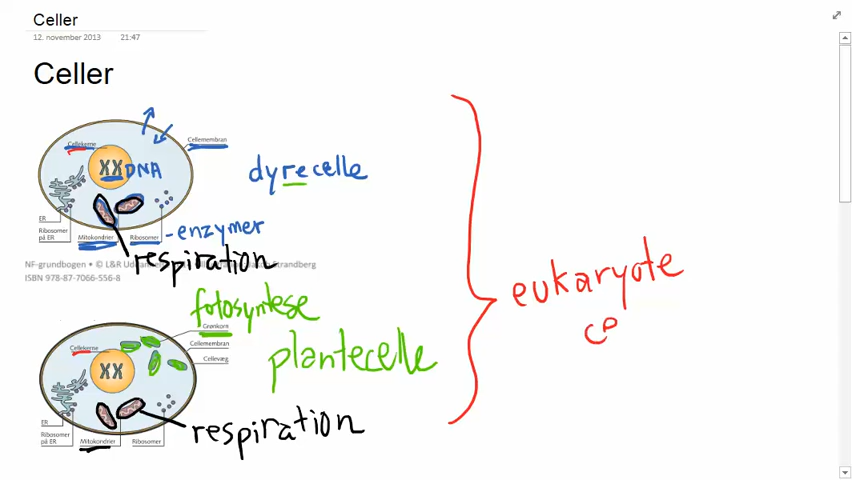 Celler
12. november 2013 21:47
Celler
Cellekerne
Cellemembran
XX DNA
dyrecelle
ER
Ribosomer
på ER
Mitokondrier
Ribosomer
-enzymer
respiration
NF-grundbogen • © L&R Strandberg
ISBN 978-87-7066-556-8
fotosyntese
Grønkorn
Cellekerne
Cellemembran
Cellevæg
XX
plantecelle
ER
Ribosomer
på ER
Mitokondrier
Ribosomer
respiration
eukaryote
ce